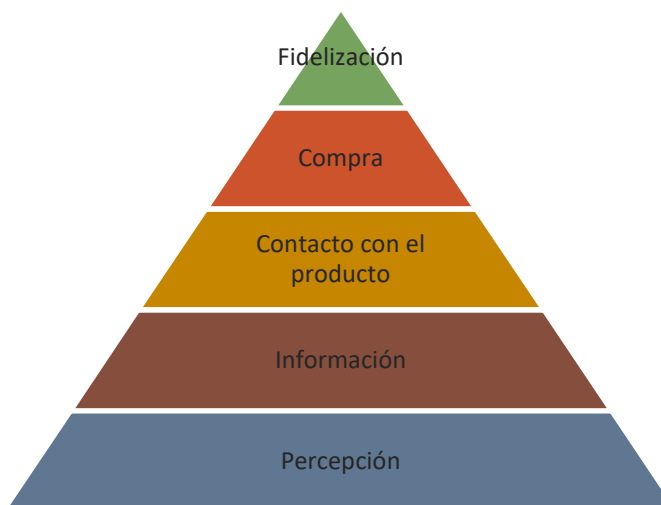 Fidelización
Compra
Contacto con el
producto
Información
Percepción